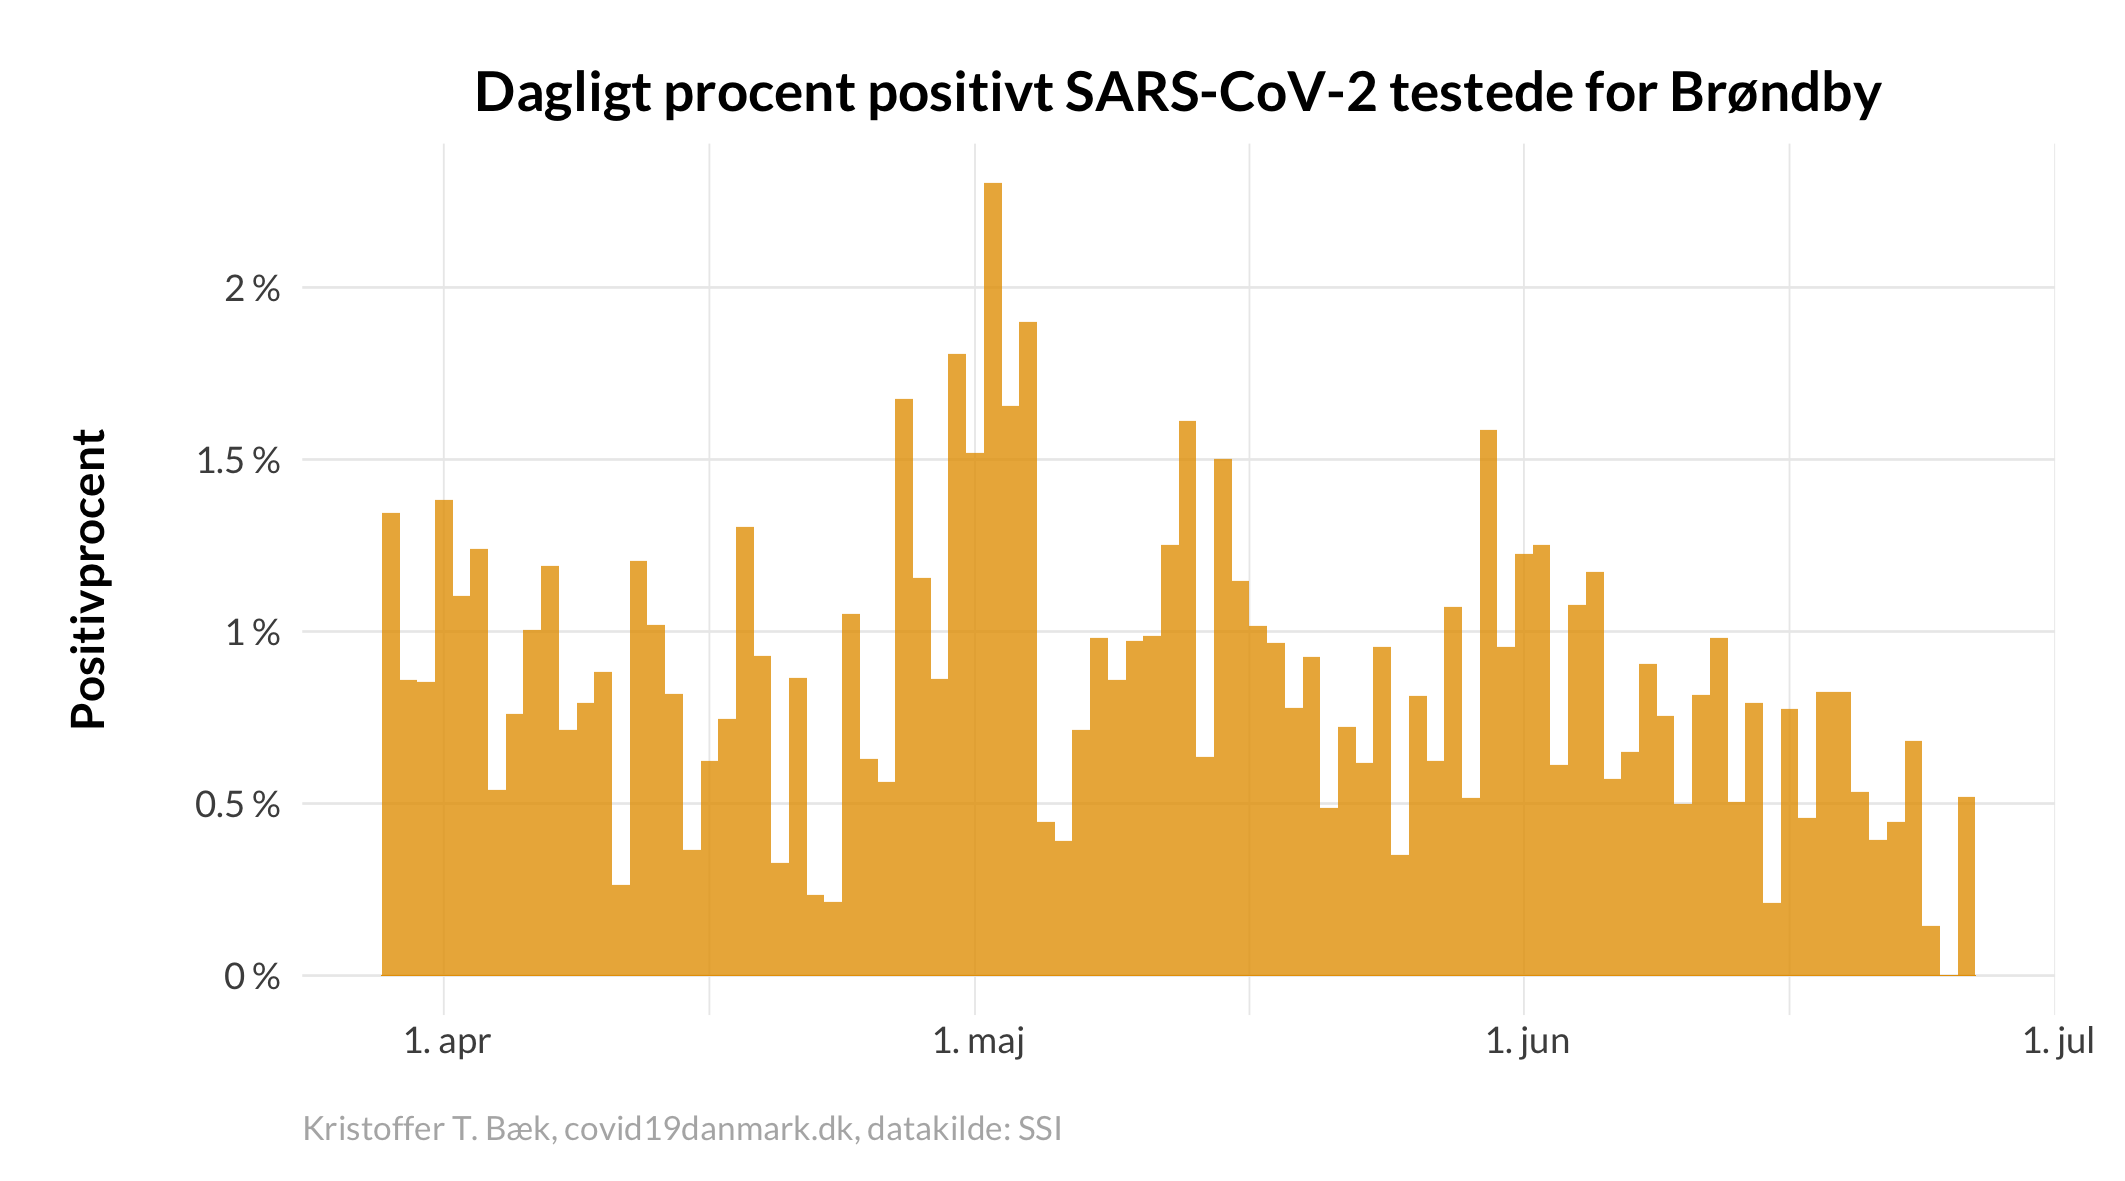 Dagligt procent positivt SARS-CoV-2 testede for Brøndby
Positivprocent
2 %
1.5 %
1 %
0.5 %
0 %
1. apr
1. maj
1. jun
1. jul
Kristoffer T. Bæk, covid19danmark.dk, datakilde: SSI